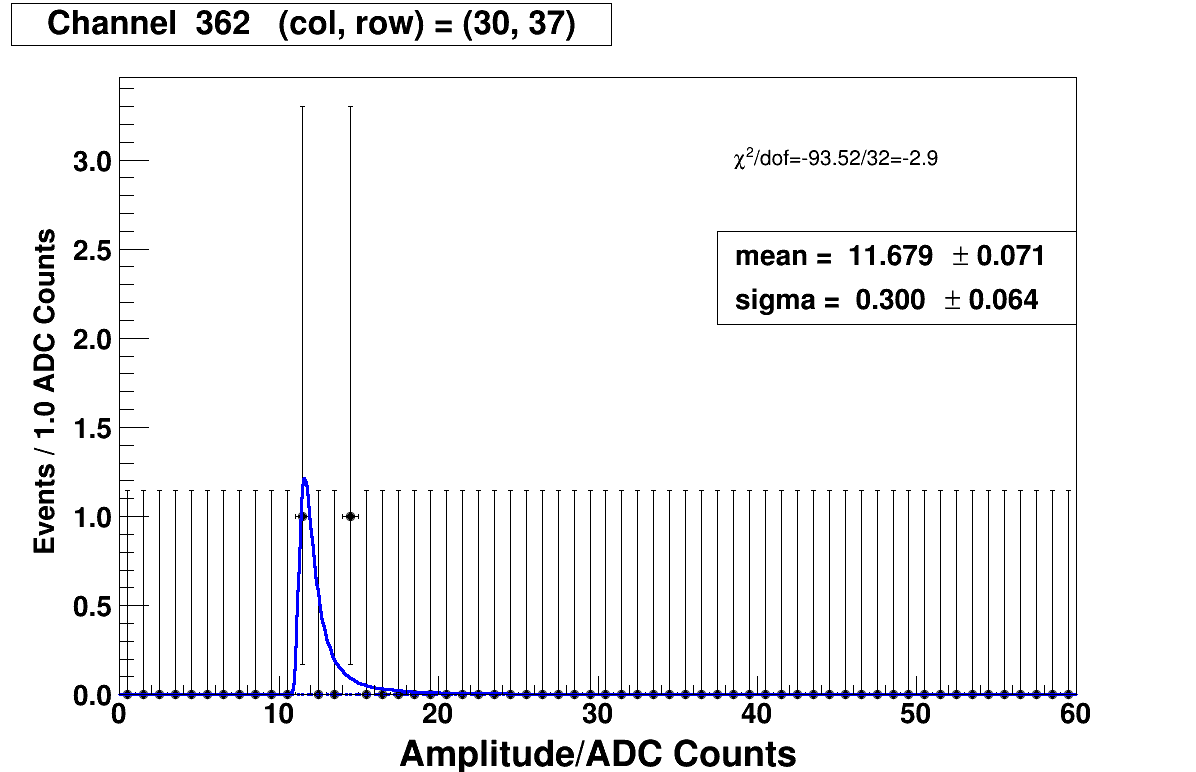 Channel 362 (col, row) = (30, 37)
χ²/dof=-93.52/32=-2.9
mean = 11.679 ± 0.071
sigma = 0.300 ± 0.064
Events / 1.0 ADC Counts
3.0
2.5
2.0
1.5
1.0
0.5
0.0
0 10 20 30 40 50 60
Amplitude/ADC Counts